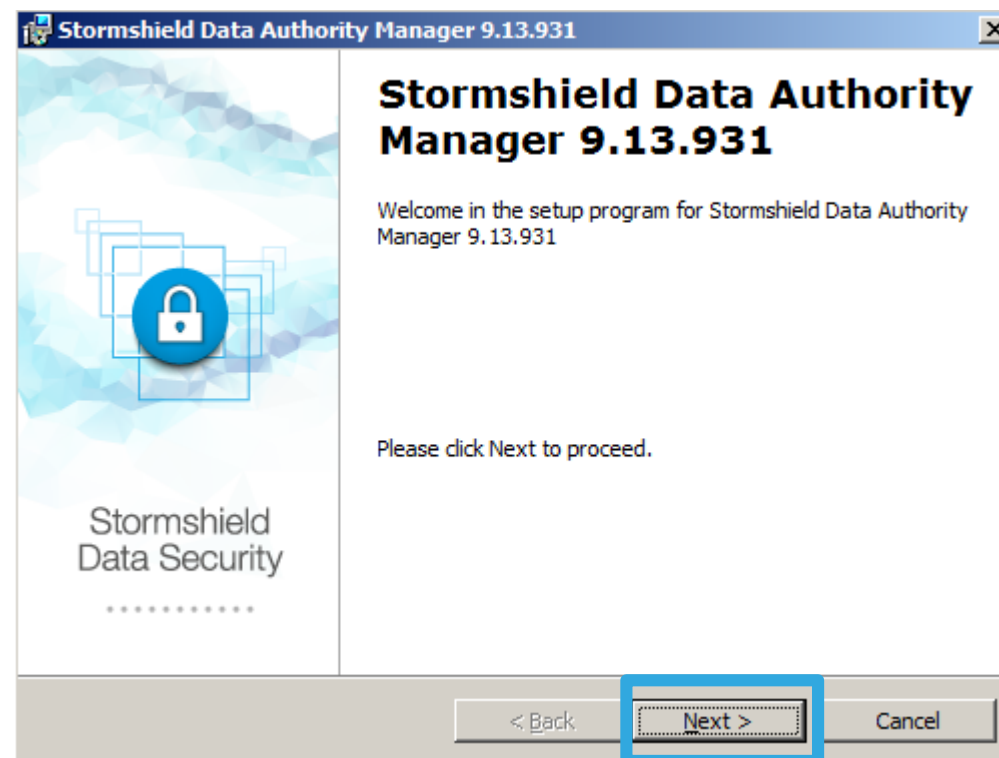 Stormshield Data Authority Manager 9.13.931
Stormshield Data Authority
Manager 9.13.931
Welcome in the setup program for Stormshield Data Authority
Manager 9.13.931
Please click Next to proceed.
Stormshield
Data Security
< Back
Next >
Cancel